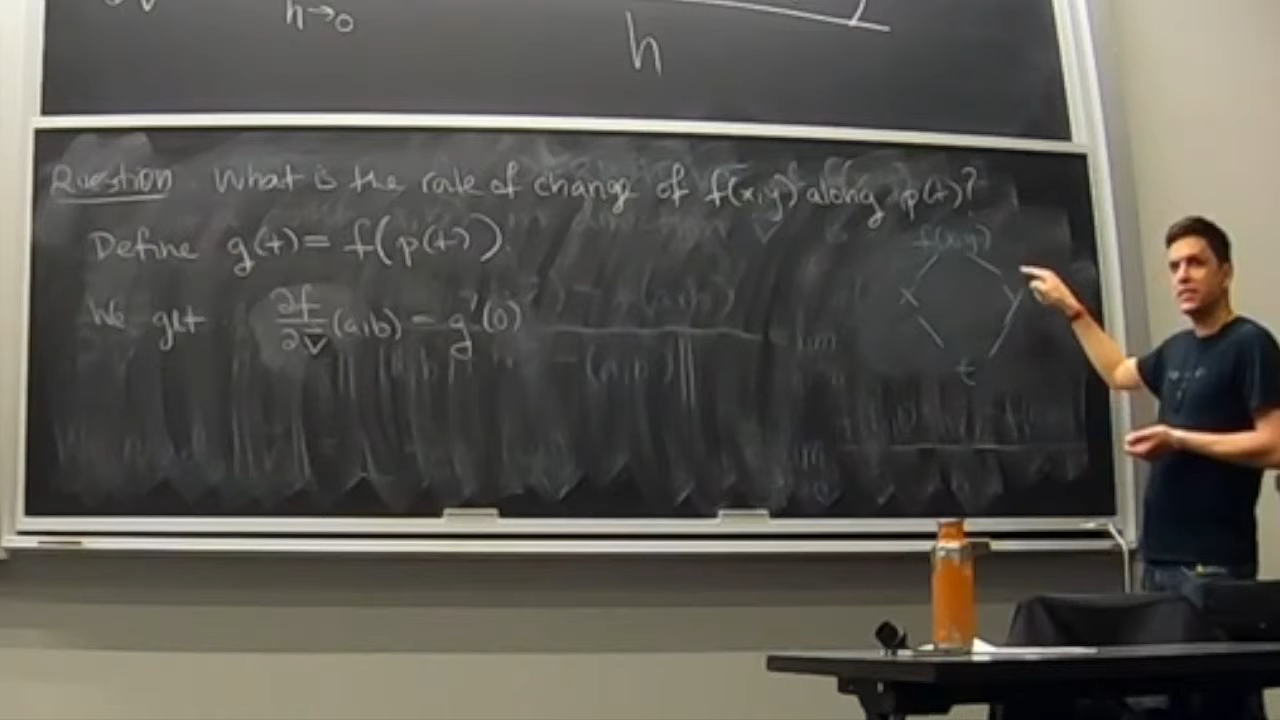 h→0
h
Question. What is the rate of change of f(x,y) along p(t)?
Define g(t) = f(p(t)).
f(x,y)
We get ∂f/∂v (a,b) = g'(0)
x y
t